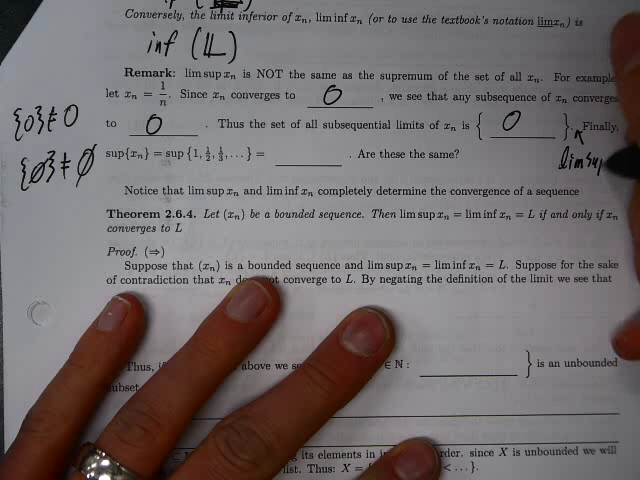 Conversely, the limit inferior of xₙ, lim inf xₙ (or to use the textbook's notation lim xₙ) is
inf (𝕃)
Remark: lim sup xₙ is NOT the same as the supremum of the set of all xₙ. For example
let xₙ = 1/n. Since xₙ converges to 0, we see that any subsequence of xₙ converges
{0} ≠ 0
to 0. Thus the set of all subsequential limits of xₙ is { 0 }. Finally,
{∅} ≠ ∅
sup{xₙ} = sup {1, 1/2, 1/3, . . . } = ______. Are these the same?
lim sup
Notice that lim sup xₙ and lim inf xₙ completely determine the convergence of a sequence
Theorem 2.6.4. Let (xₙ) be a bounded sequence. Then lim sup xₙ = lim inf xₙ = L if and only if xₙ
converges to L
Proof. (⇒)
Suppose that (xₙ) is a bounded sequence and lim sup xₙ = lim inf xₙ = L. Suppose for the sake
of contradiction that xₙ not converge to L. By negating the definition of the limit we see that
Thus, above we ∈ ℕ : ______ } is an unbounded
subset
its elements in order. since X is unbounded we will
list. Thus: X = { < . . . }.